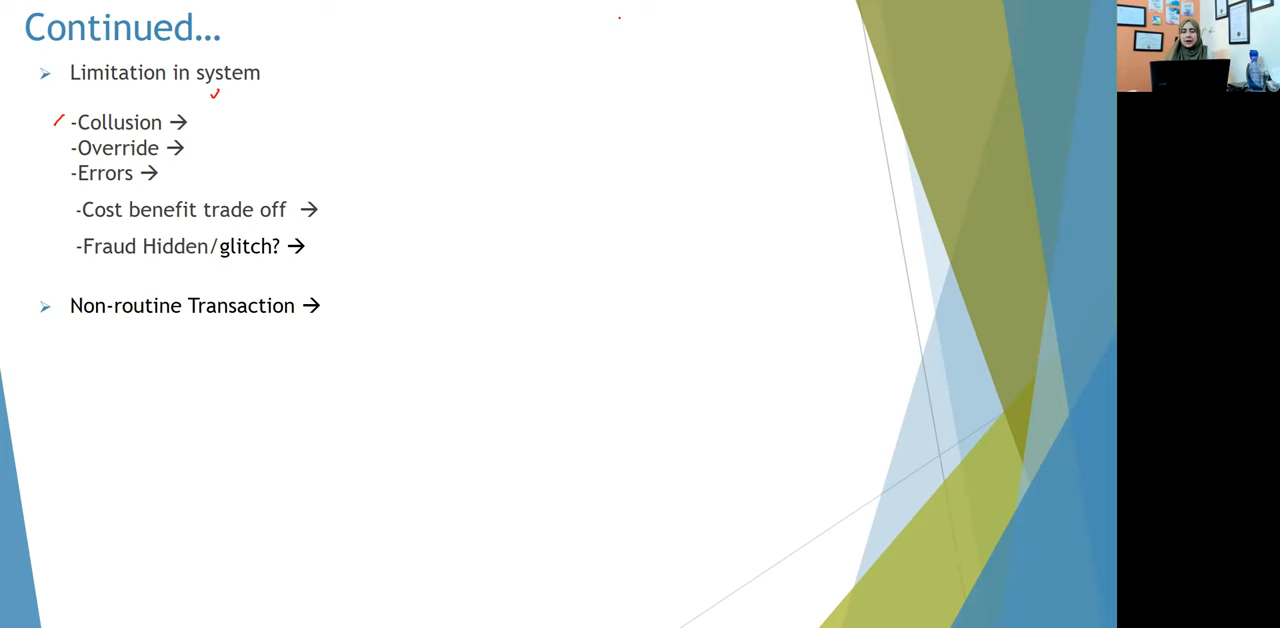 Continued...
Limitation in system
-Collusion →
-Override →
-Errors →
-Cost benefit trade off →
-Fraud Hidden/glitch? →
Non-routine Transaction →